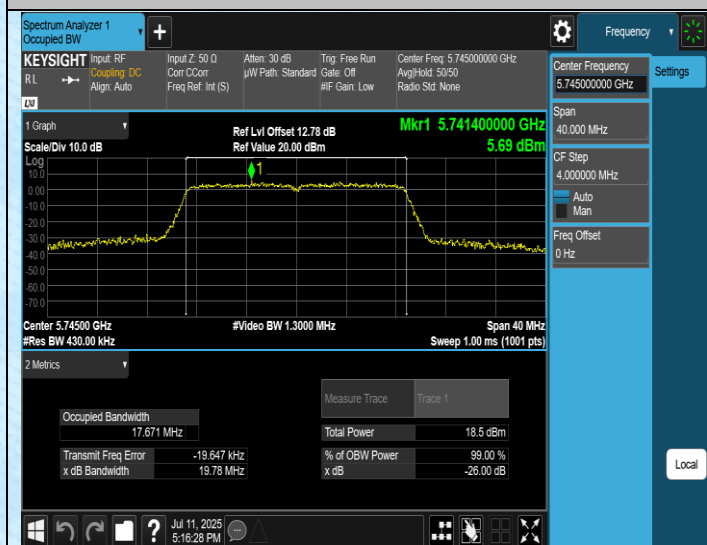 Spectrum Analyzer 1
Occupied BW
Frequency
KEYSIGHT
Input: RF
Input Z: 50 Ω
Atten: 30 dB
Trig: Free Run
Center Freq: 5.745000000 GHz
R L
Coupling: DC
Corr CCorr
µW Path: Standard
Gate: Off
Avg|Hold: 50/50
Align: Auto
Freq Ref: Int (S)
#IF Gain: Low
Radio Std: None
LXI
Center Frequency
5.745000000 GHz
Settings
Span
40.000 MHz
CF Step
4.000000 MHz
Auto
Man
Freq Offset
0 Hz
1 Graph
Ref Lvl Offset 12.78 dB
Mkr1 5.741400000 GHz
Scale/Div 10.0 dB
Ref Value 20.00 dBm
5.69 dBm
Log
10.0
0.00
-10.0
-20.0
-30.0
-40.0
-50.0
-60.0
-70.0
1
Center 5.74500 GHz
#Video BW 1.3000 MHz
Span 40 MHz
#Res BW 430.00 kHz
Sweep 1.00 ms (1001 pts)
2 Metrics
Measure Trace
Trace 1
Occupied Bandwidth
17.671 MHz
Total Power
18.5 dBm
Transmit Freq Error
-19.647 kHz
% of OBW Power
99.00 %
x dB Bandwidth
19.78 MHz
x dB
-26.00 dB
Local
Jul 11, 2025
5:16:28 PM